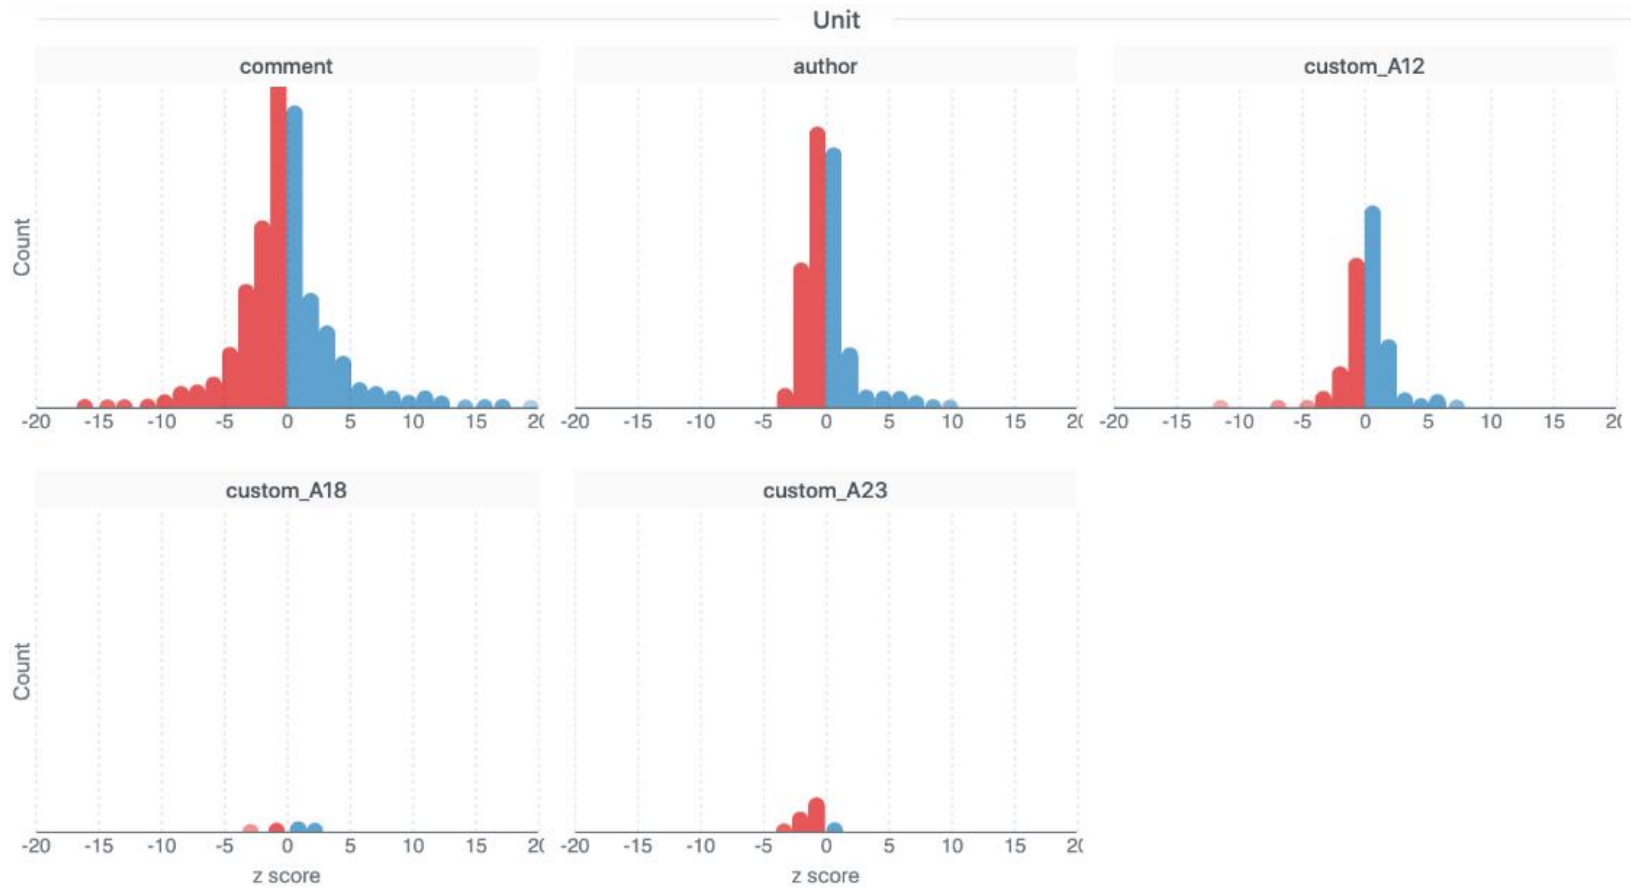 Unit
comment author custom_A12
Count
-20 -15 -10 -5 0 5 10 15 20 -20 -15 -10 -5 0 5 10 15 20 -20 -15 -10 -5 0 5 10 15 20
custom_A18 custom_A23
Count
-20 -15 -10 -5 0 5 10 15 20 -20 -15 -10 -5 0 5 10 15 20
z score z score